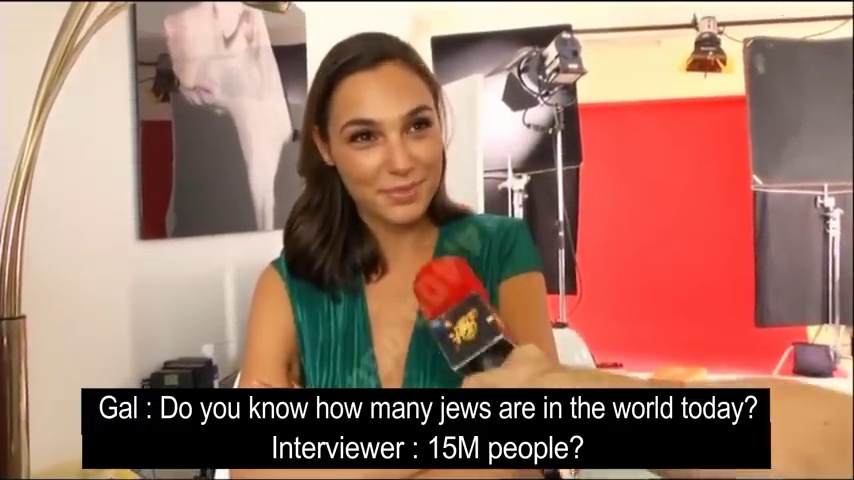 Gal : Do you know how many jews are in the world today?
Interviewer : 15M people?